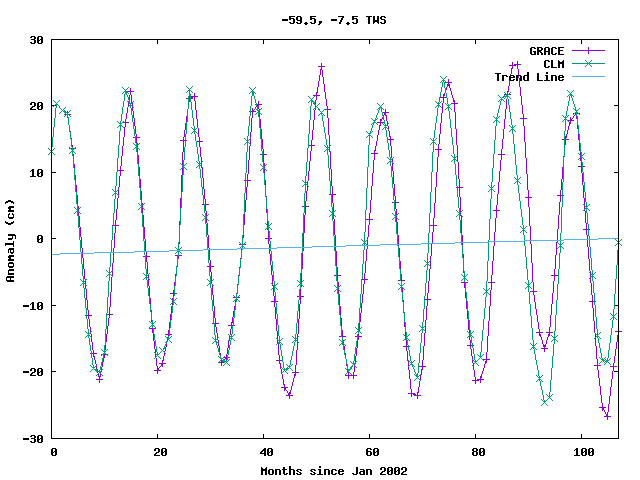 -59.5, -7.5 TWS
GRACE
CLM
Trend Line
30
20
10
0
-10
-20
-30
Anomaly (cm)
0 20 40 60 80 100
Months since Jan 2002